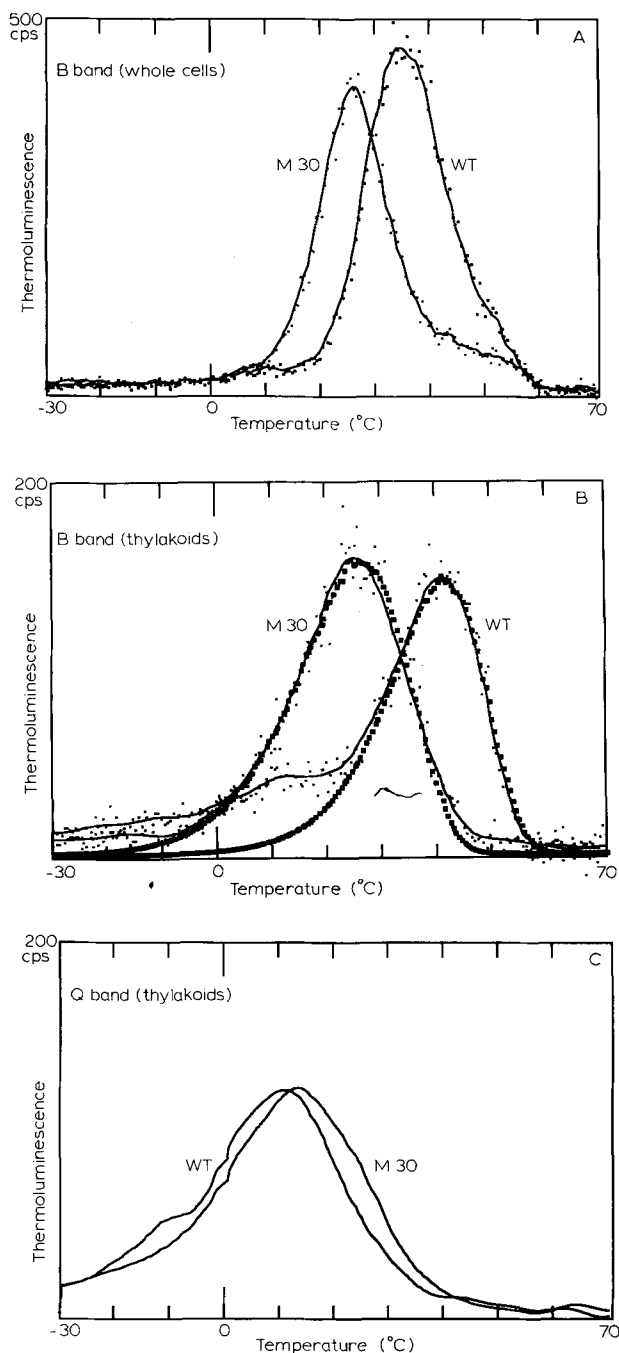 500
cps
A
B band (whole cells)
Thermoluminescence
M 30
WT
-30
0
70
Temperature (°C)
200
cps
B
B band (thylakoids)
Thermoluminescence
M 30
WT
-30
0
70
Temperature (°C)
200
cps
C
Q band (thylakoids)
Thermoluminescence
WT
M 30
-30
0
70
Temperature (°C)